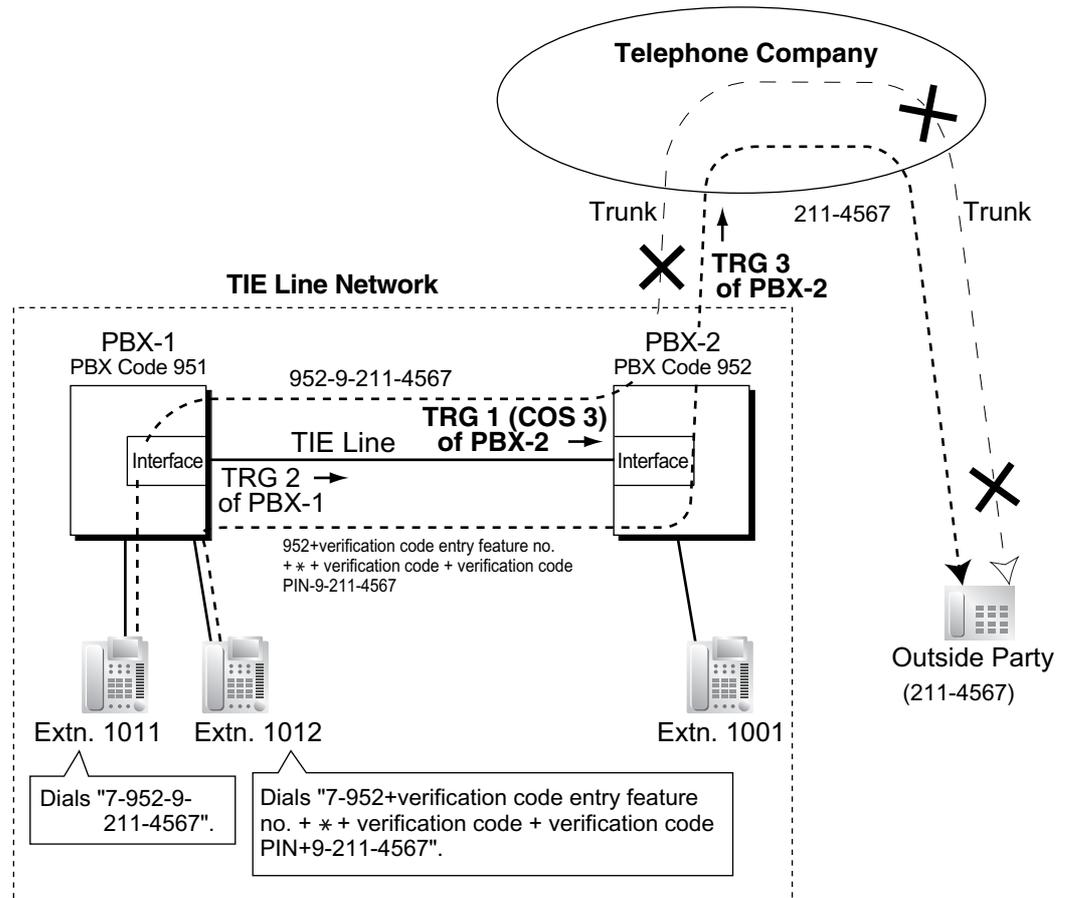 Telephone Company
Trunk
211-4567
Trunk
TRG 3
of PBX-2
TIE Line Network
PBX-1
PBX Code 951
PBX-2
PBX Code 952
952-9-211-4567
TRG 1 (COS 3)
of PBX-2
TIE Line
Interface
Interface
TRG 2
of PBX-1
952+verification code entry feature no.
+ * + verification code + verification code
PIN-9-211-4567
Outside Party
(211-4567)
Extn. 1011
Extn. 1012
Extn. 1001
Dials "7-952-9-
211-4567".
Dials "7-952+verification code entry feature
no. + * + verification code + verification code
PIN+9-211-4567".